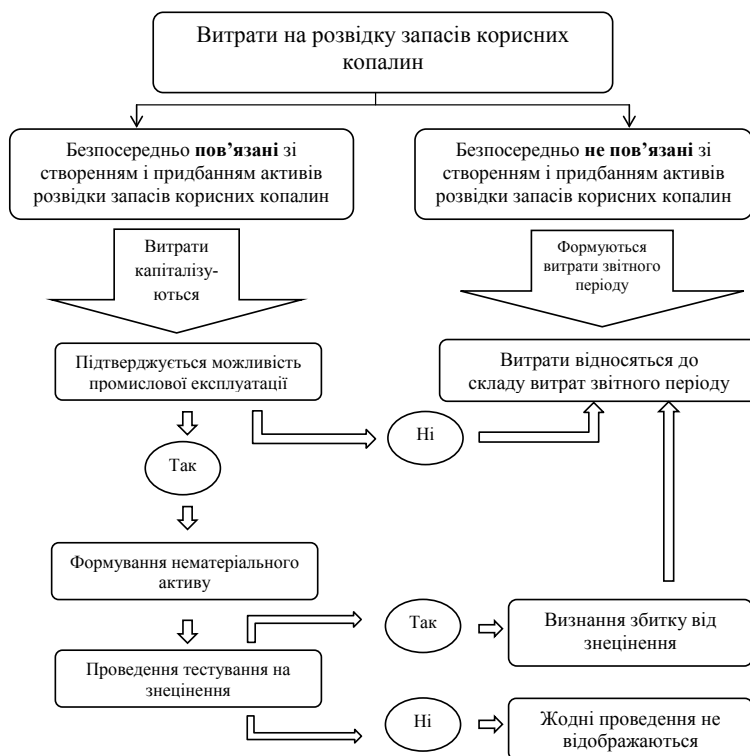 Витрати на розвідку запасів корисних
копалин
Безпосередньо пов’язані зі
створенням і придбанням активів
розвідки запасів корисних копалин
Безпосередньо не пов’язані зі
створенням і придбанням активів
розвідки запасів корисних копалин
Витрати
капіталізу-
ються
Формуються
витрати звітного
періоду
Підтверджується можливість
промислової експлуатації
Витрати відносяться до
складу витрат звітного періоду
Ні
Так
Формування нематеріального
активу
Так
Визнання збитку від
знецінення
Проведення тестування на
знецінення
Ні
Жодні проведення не
відображаються